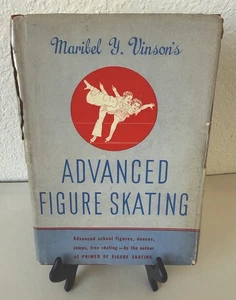 Maribel Y. Vinson's
ADVANCED
FIGURE SKATING
Advanced school figures, dances,
jumps, free skating—by the author
of PRIMER OF FIGURE SKATING